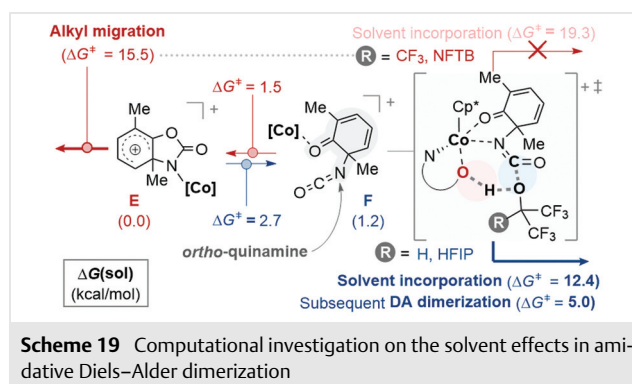 Alkyl migration
(ΔG‡ = 15.5)
Solvent incorporation (ΔG‡ = 19.3)
R = CF3, NFTB
ΔG‡ = 1.5
Me
O
O
N
Me
[Co]
+
E
(0.0)
ΔG‡ = 2.7
Me
[Co]
O
Me
N
O=C=
+
F
(1.2)
ortho-quinamine
Me
Cp*
O
Me
Co
N
C
O
N
O
H
O
R
CF3
CF3
+ ‡
R = H, HFIP
ΔG(sol)
(kcal/mol)
Solvent incorporation (ΔG‡ = 12.4)
Subsequent DA dimerization (ΔG‡ = 5.0)
Scheme 19 Computational investigation on the solvent effects in ami-
dative Diels–Alder dimerization